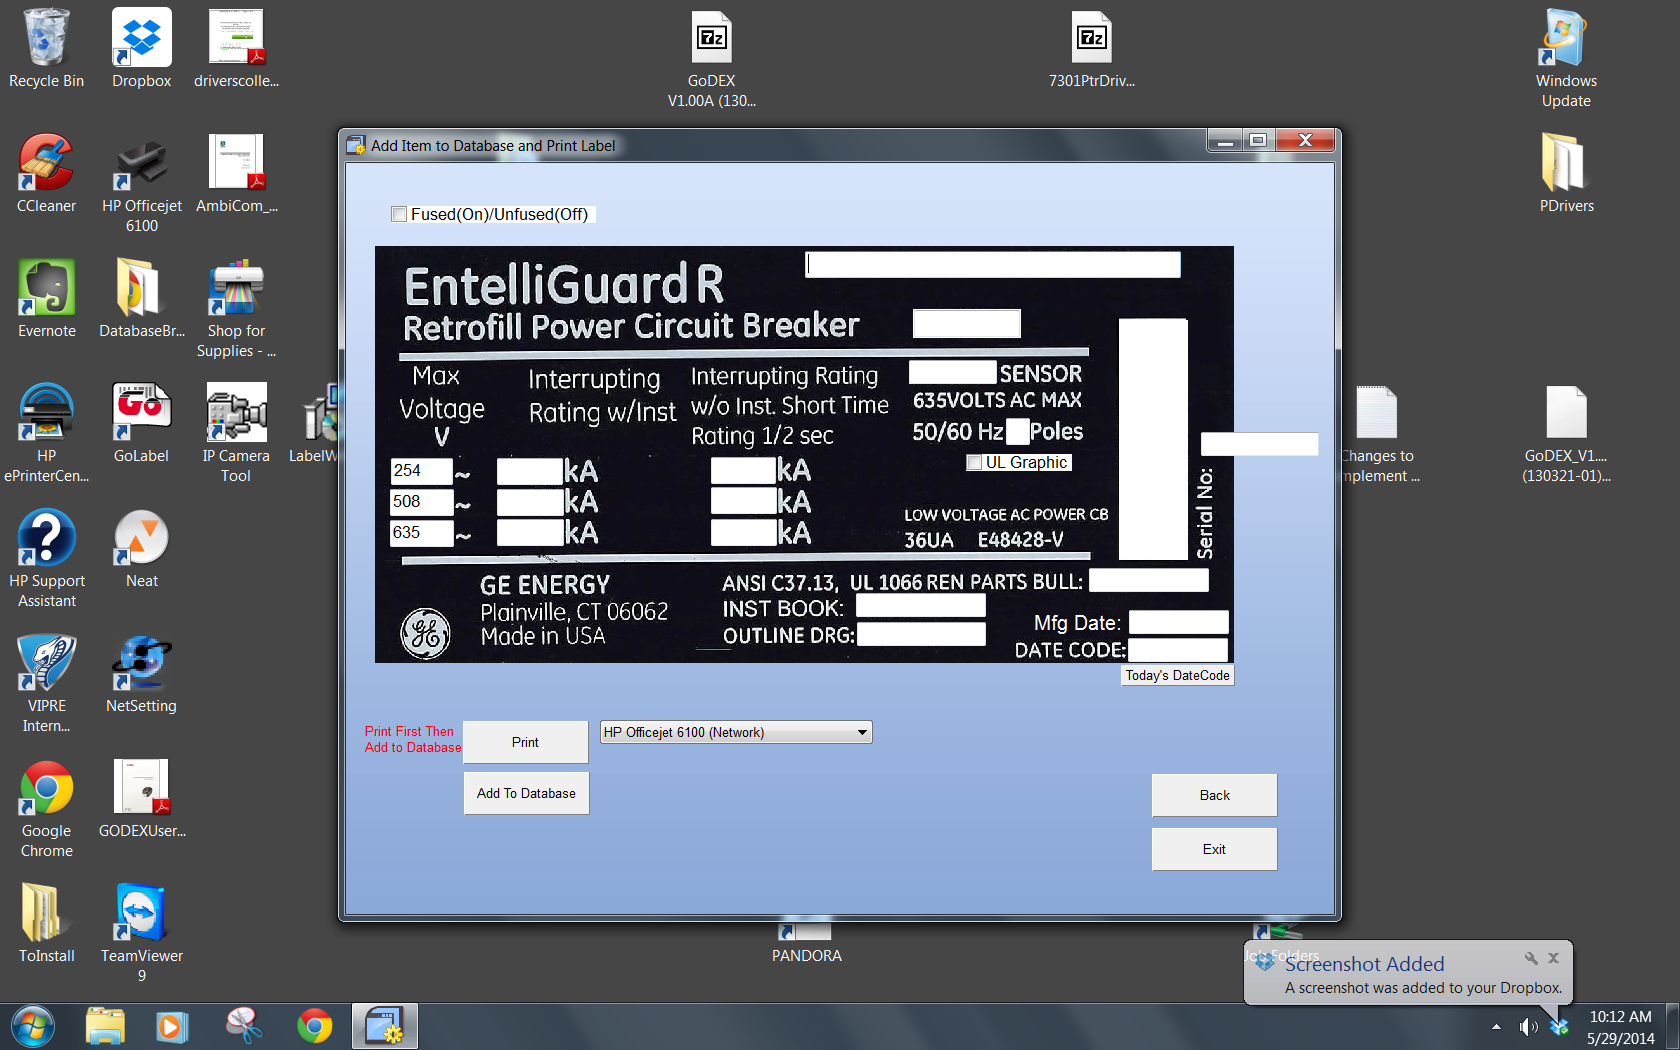 Recycle Bin
Dropbox
driverscolle...
GoDEX
V1.00A (130...
7301PtrDriv...
Windows
Update
CCleaner
HP Officejet
6100
AmbiCom_...
PDrivers
Evernote
DatabaseBr...
Shop for
Supplies - ...
HP
ePrinterCen...
GoLabel
IP Camera
Tool
LabelW
Changes to
mplement ...
GoDEX_V1....
(130321-01)...
HP Support
Assistant
Neat
VIPRE
Intern...
NetSetting
Google
Chrome
GODEXUser...
ToInstall
TeamViewer
9
PANDORA
Job Folders
Add Item to Database and Print Label
Fused(On)/Unfused(Off)
EntelliGuard R
Retrofill Power Circuit Breaker
Max
Voltage
V
Interrupting
Rating w/Inst
Interrupting Rating
w/o Inst. Short Time
Rating 1/2 sec
SENSOR
635VOLTS AC MAX
50/60 Hz Poles
UL Graphic
254 ~ kA kA
508 ~ kA kA
635 ~ kA kA
LOW VOLTAGE AC POWER CB
36UA E48428-V
Serial No:
GE ENERGY
Plainville, CT 06062
Made in USA
GE
ANSI C37.13, UL 1066 REN PARTS BULL:
INST BOOK:
OUTLINE DRG:
Mfg Date:
DATE CODE:
Today's DateCode
Print First Then
Add to Database
Print
HP Officejet 6100 (Network)
Add To Database
Back
Exit
Screenshot Added
A screenshot was added to your Dropbox.
10:12 AM
5/29/2014
7z
7z
Go